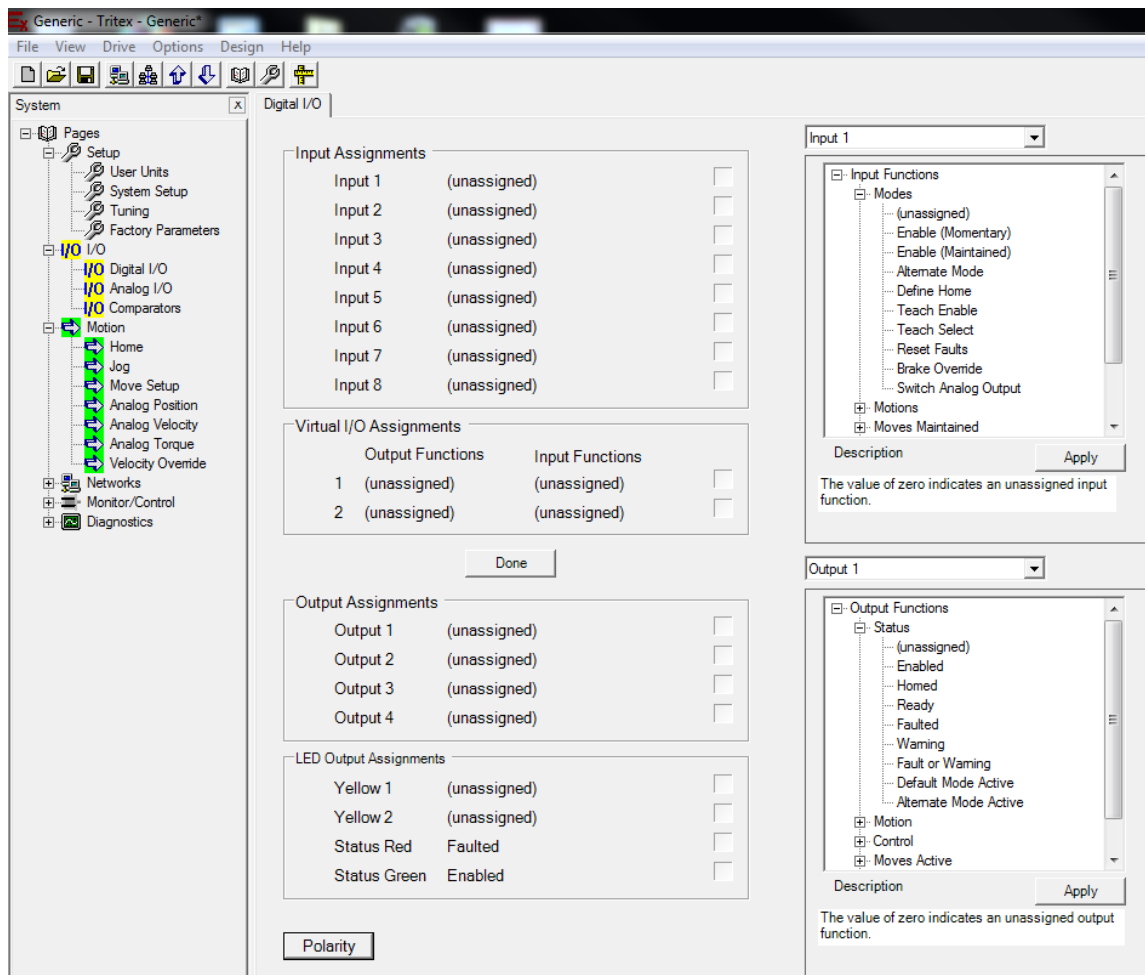 Generic - Tritex - Generic*
File View Drive Options Design Help
System x
Pages
Setup
User Units
System Setup
Tuning
Factory Parameters
I/O I/O
I/O Digital I/O
I/O Analog I/O
I/O Comparators
Motion
Home
Jog
Move Setup
Analog Position
Analog Velocity
Analog Torque
Velocity Override
Networks
Monitor/Control
Diagnostics
Digital I/O
Input Assignments
Input 1 (unassigned)
Input 2 (unassigned)
Input 3 (unassigned)
Input 4 (unassigned)
Input 5 (unassigned)
Input 6 (unassigned)
Input 7 (unassigned)
Input 8 (unassigned)
Virtual I/O Assignments
Output Functions Input Functions
1 (unassigned) (unassigned)
2 (unassigned) (unassigned)
Done
Output Assignments
Output 1 (unassigned)
Output 2 (unassigned)
Output 3 (unassigned)
Output 4 (unassigned)
LED Output Assignments
Yellow 1 (unassigned)
Yellow 2 (unassigned)
Status Red Faulted
Status Green Enabled
Polarity
Input 1
Input Functions
Modes
(unassigned)
Enable (Momentary)
Enable (Maintained)
Alternate Mode
Define Home
Teach Enable
Teach Select
Reset Faults
Brake Override
Switch Analog Output
Motions
Moves Maintained
Description Apply
The value of zero indicates an unassigned input
function.
Output 1
Output Functions
Status
(unassigned)
Enabled
Homed
Ready
Faulted
Warning
Fault or Warning
Default Mode Active
Alternate Mode Active
Motion
Control
Moves Active
Description Apply
The value of zero indicates an unassigned output
function.